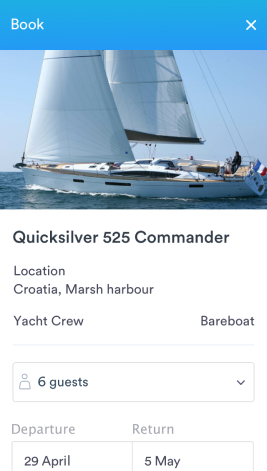 Book
Quicksilver 525 Commander
Location
Croatia, Marsh harbour
Yacht Crew Bareboat
6 guests
Departure Return
29 April 5 May